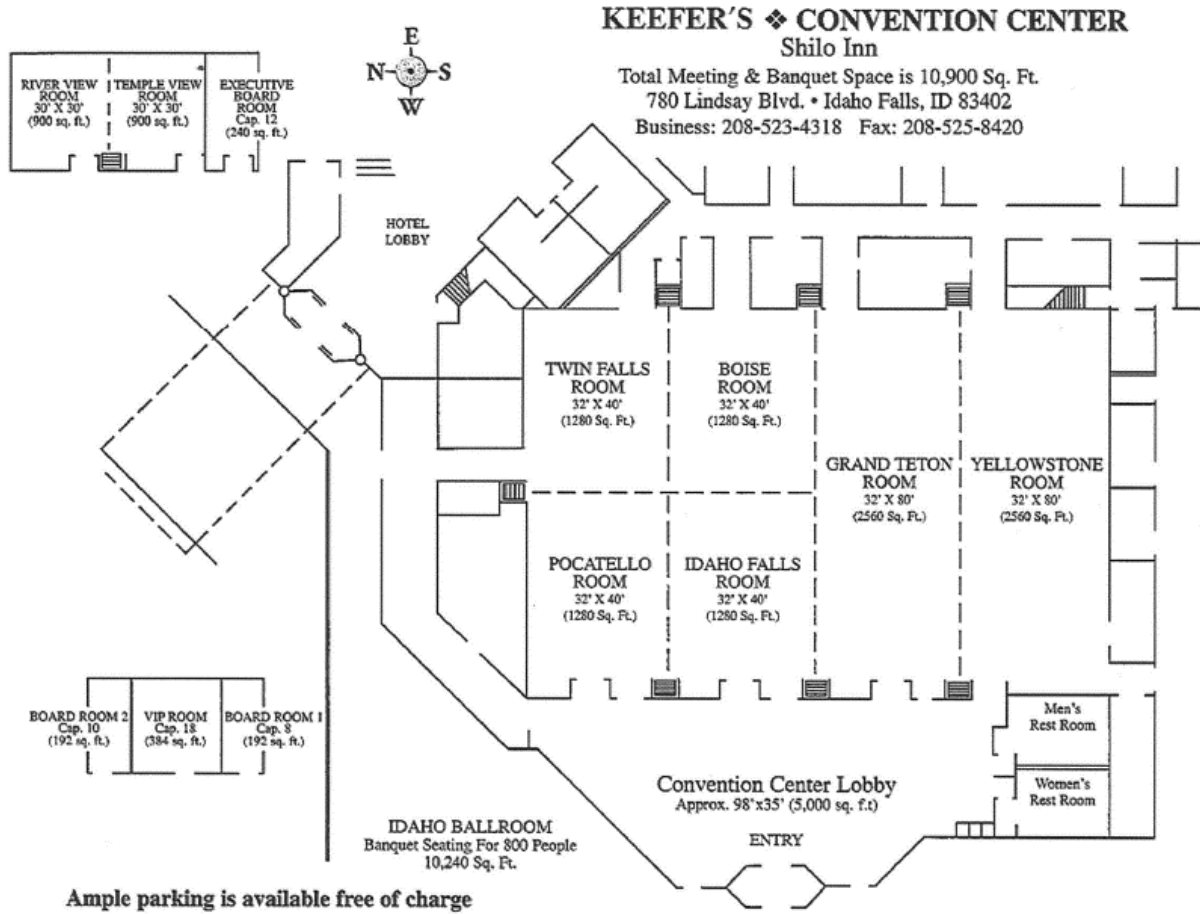 KEEFER'S ❖ CONVENTION CENTER
Shilo Inn
Total Meeting & Banquet Space is 10,900 Sq. Ft.
780 Lindsay Blvd. • Idaho Falls, ID 83402
Business: 208-523-4318 Fax: 208-525-8420
E
N
S
W
RIVER VIEW
ROOM
30' X 30'
(900 sq. ft.)
TEMPLE VIEW
ROOM
30' X 30'
(900 sq. ft.)
EXECUTIVE
BOARD
ROOM
Cap. 12
(240 sq. ft.)
HOTEL
LOBBY
TWIN FALLS
ROOM
32' X 40'
(1280 Sq. Ft.)
BOISE
ROOM
32' X 40'
(1280 Sq. Ft.)
GRAND TETON
ROOM
32' X 80'
(2560 Sq. Ft.)
YELLOWSTONE
ROOM
32' X 80'
(2560 Sq. Ft.)
POCATELLO
ROOM
32' X 40'
(1280 Sq. Ft.)
IDAHO FALLS
ROOM
32' X 40'
(1280 Sq. Ft.)
BOARD ROOM 2
Cap. 10
(192 sq. ft.)
VIP ROOM
Cap. 18
(384 sq. ft.)
BOARD ROOM 1
Cap. 8
(192 sq. ft.)
Men's
Rest Room
Women's
Rest Room
Convention Center Lobby
Approx. 98'x35' (5,000 sq. f.t)
ENTRY
IDAHO BALLROOM
Banquet Seating For 800 People
10,240 Sq. Ft.
Ample parking is available free of charge